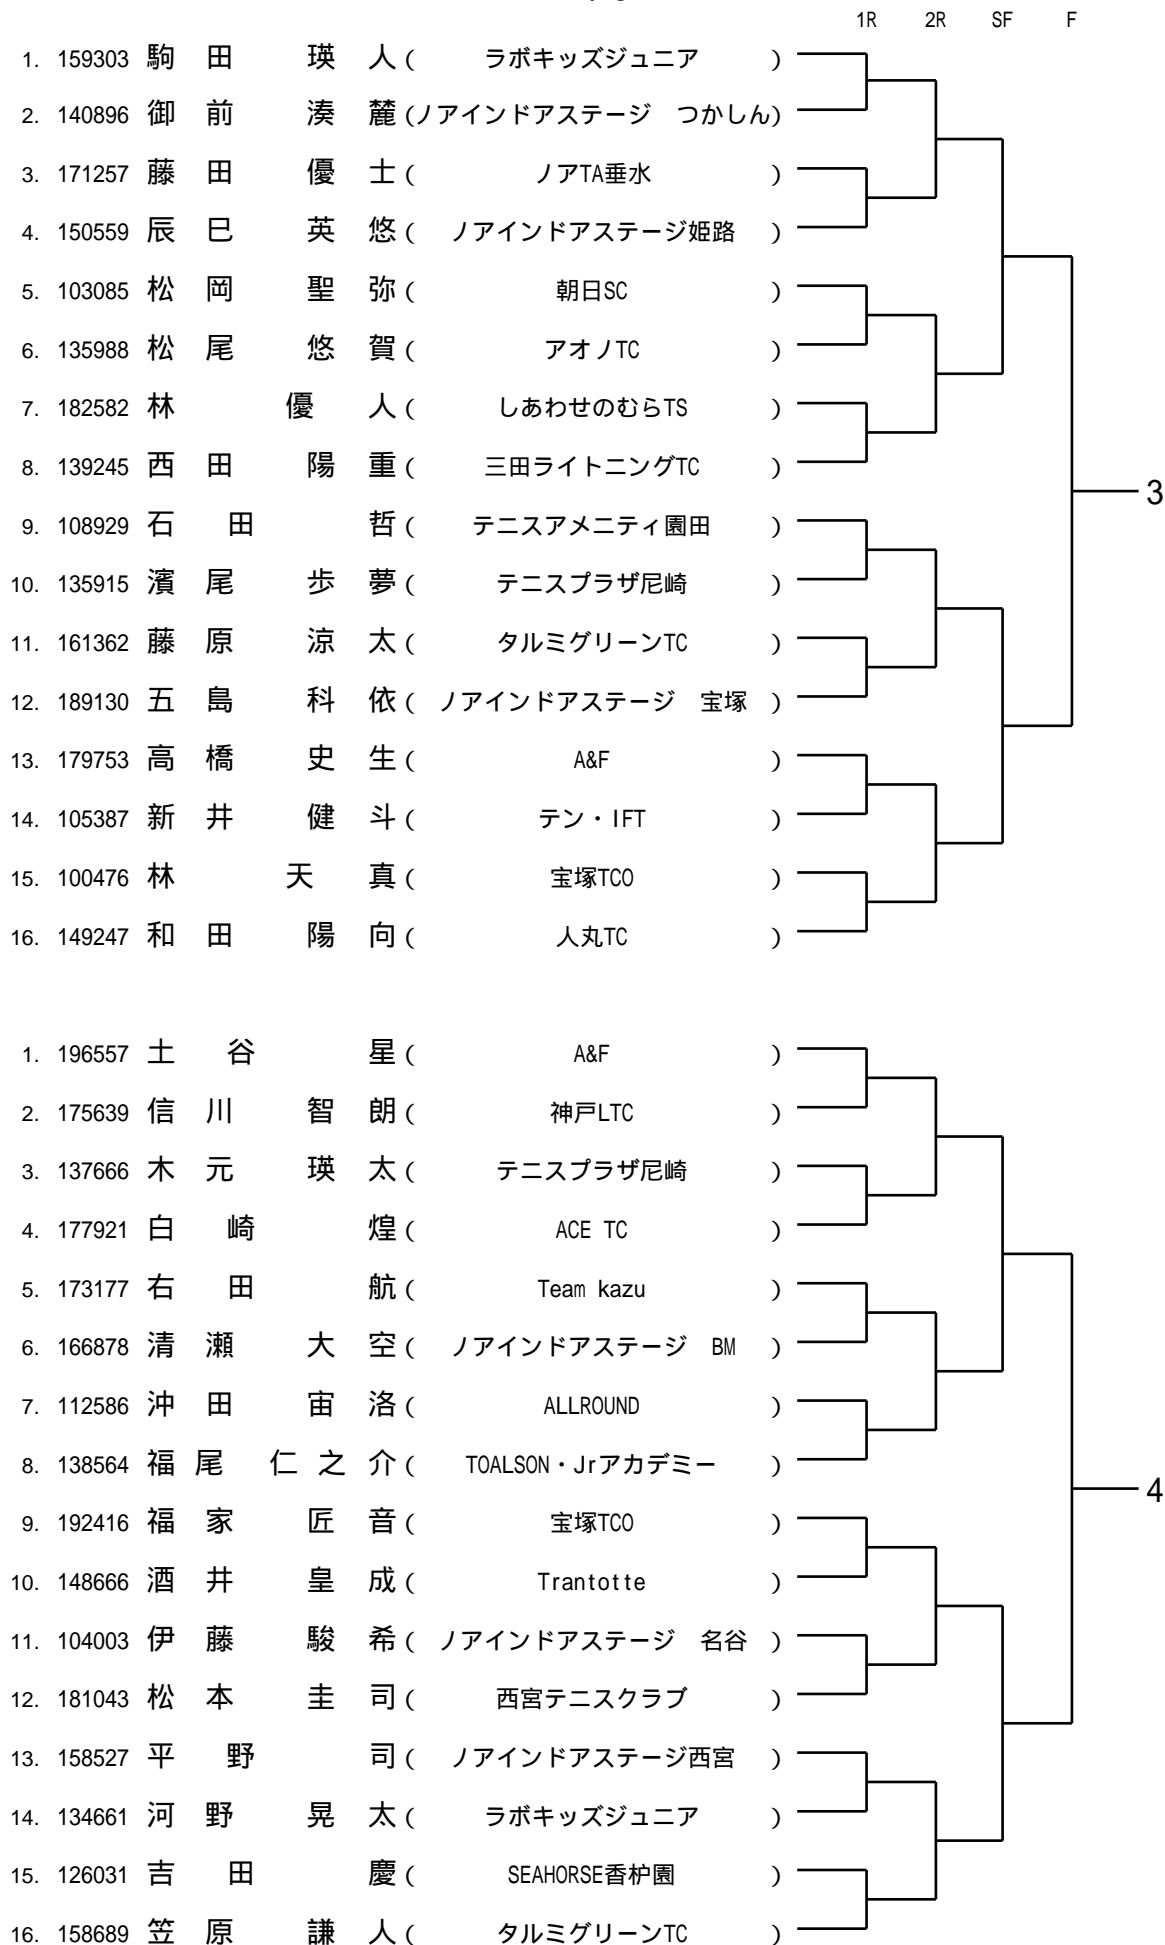 1R 2R SF F
1. 159303 駒田 瑛人 ( ラボキッズジュニア )
2. 140896 御前 湊麓 (ノアインドアステージ つかしん)
3. 171257 藤田 優士 ( ノアTA垂水 )
4. 150559 辰巳 英悠 ( ノアインドアステージ姫路 )
5. 103085 松岡 聖弥 ( 朝日SC )
6. 135988 松尾 悠賀 ( アオノTC )
7. 182582 林 優人 ( しあわせのむらTS )
8. 139245 西田 陽重 ( 三田ライトニングTC )
3
9. 108929 石田 哲 ( テニスアメニティ園田 )
10. 135915 濱尾 歩夢 ( テニスプラザ尼崎 )
11. 161362 藤原 涼太 ( タルミグリーンTC )
12. 189130 五島 科依 ( ノアインドアステージ 宝塚 )
13. 179753 高橋 史生 ( A&F )
14. 105387 新井 健斗 ( テン・IFT )
15. 100476 林 天真 ( 宝塚TCO )
16. 149247 和田 陽向 ( 人丸TC )
1. 196557 土谷 星 ( A&F )
2. 175639 信川 智朗 ( 神戸LTC )
3. 137666 木元 瑛太 ( テニスプラザ尼崎 )
4. 177921 白崎 煌 ( ACE TC )
5. 173177 右田 航 ( Team kazu )
6. 166878 清瀬 大空 ( ノアインドアステージ BM )
7. 112586 沖田 宙洛 ( ALLROUND )
8. 138564 福尾 仁之介 ( TOALSON・Jrアカデミー )
4
9. 192416 福家 匠音 ( 宝塚TCO )
10. 148666 酒井 皇成 ( Trantotte )
11. 104003 伊藤 駿希 ( ノアインドアステージ 名谷 )
12. 181043 松本 圭司 ( 西宮テニスクラブ )
13. 158527 平野 司 ( ノアインドアステージ西宮 )
14. 134661 河野 晃太 ( ラボキッズジュニア )
15. 126031 吉田 慶 ( SEAHORSE香枦園 )
16. 158689 笠原 謙人 ( タルミグリーンTC )